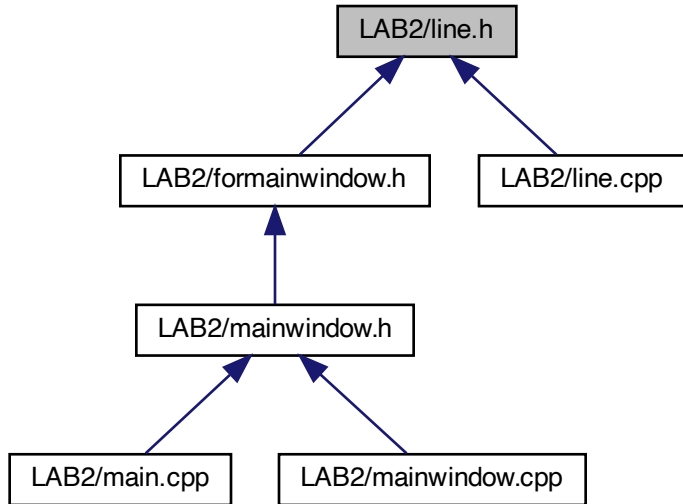 LAB2/line.h
LAB2/formainwindow.h
LAB2/line.cpp
LAB2/mainwindow.h
LAB2/main.cpp
LAB2/mainwindow.cpp